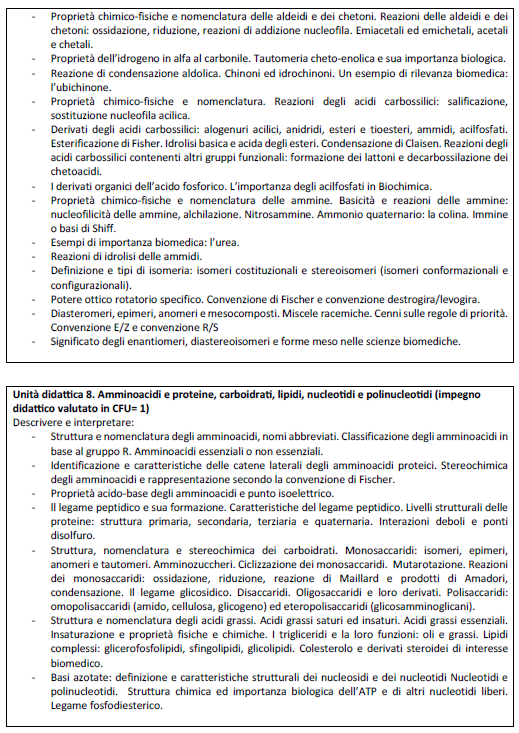 - Proprietà chimico-fisiche e nomenclatura delle aldeidi e dei chetoni. Reazioni delle aldeidi e dei
chetoni: ossidazione, riduzione, reazioni di addizione nucleofila. Emiacetali ed emichetali, acetali
e chetali.
- Proprietà dell'idrogeno in alfa al carbonile. Tautomeria cheto-enolica e sua importanza biologica.
- Reazione di condensazione aldolica. Chinoni ed idrochinoni. Un esempio di rilevanza biomedica:
l'ubichinone.
- Proprietà chimico-fisiche e nomenclatura. Reazioni degli acidi carbossilici: salificazione,
sostituzione nucleofila acilica.
- Derivati degli acidi carbossilici: alogenuri acilici, anidridi, esteri e tioesteri, ammidi, acilfosfati.
Esterificazione di Fisher. Idrolisi basica e acida degli esteri. Condensazione di Claisen. Reazioni degli
acidi carbossilici contenenti altri gruppi funzionali: formazione dei lattoni e decarbossilazione dei
chetoacidi.
- I derivati organici dell'acido fosforico. L'importanza degli acilfosfati in Biochimica.
- Proprietà chimico-fisiche e nomenclatura delle ammine. Basicità e reazioni delle ammine:
nucleofilicità delle ammine, alchilazione. Nitrosammine. Ammonio quaternario: la colina. Immine
o basi di Shiff.
- Esempi di importanza biomedica: l'urea.
- Reazioni di idrolisi delle ammidi.
- Definizione e tipi di isomeria: isomeri costituzionali e stereoisomeri (isomeri conformazionali e
configurazionali).
- Potere ottico rotatorio specifico. Convenzione di Fischer e convenzione destrogira/levogira.
- Diasteromeri, epimeri, anomeri e mesocomposti. Miscele racemiche. Cenni sulle regole di priorità.
Convenzione E/Z e convenzione R/S
- Significato degli enantiomeri, diastereoisomeri e forme meso nelle scienze biomediche.
Unità didattica 8. Amminoacidi e proteine, carboidrati, lipidi, nucleotidi e polinucleotidi (impegno
didattico valutato in CFU= 1)
Descrivere e interpretare:
- Struttura e nomenclatura degli amminoacidi, nomi abbreviati. Classificazione degli amminoacidi in
base al gruppo R. Amminoacidi essenziali o non essenziali.
- Identificazione e caratteristiche delle catene laterali degli amminoacidi proteici. Stereochimica
degli amminoacidi e rappresentazione secondo la convenzione di Fischer.
- Proprietà acido-base degli amminoacidi e punto isoelettrico.
- Il legame peptidico e sua formazione. Caratteristiche del legame peptidico. Livelli strutturali delle
proteine: struttura primaria, secondaria, terziaria e quaternaria. Interazioni deboli e ponti
disolfuro.
- Struttura, nomenclatura e stereochimica dei carboidrati. Monosaccaridi: isomeri, epimeri,
anomeri e tautomeri. Amminozuccheri. Ciclizzazione dei monosaccaridi. Mutarotazione. Reazioni
dei monosaccaridi: ossidazione, riduzione, reazione di Maillard e prodotti di Amadori,
condensazione. Il legame glicosidico. Disaccaridi. Oligosaccaridi e loro derivati. Polisaccaridi:
omopolisaccaridi (amido, cellulosa, glicogeno) ed eteropolisaccaridi (glicosamminoglicani).
- Struttura e nomenclatura degli acidi grassi. Acidi grassi saturi ed insaturi. Acidi grassi essenziali.
Insaturazione e proprietà fisiche e chimiche. I trigliceridi e la loro funzioni: oli e grassi. Lipidi
complessi: glicerofosfolipidi, sfingolipidi, glicolipidi. Colesterolo e derivati steroidei di interesse
biomedico.
- Basi azotate: definizione e caratteristiche strutturali dei nucleosidi e dei nucleotidi Nucleotidi e
polinucleotidi. Struttura chimica ed importanza biologica dell'ATP e di altri nucleotidi liberi.
Legame fosfodiesterico.